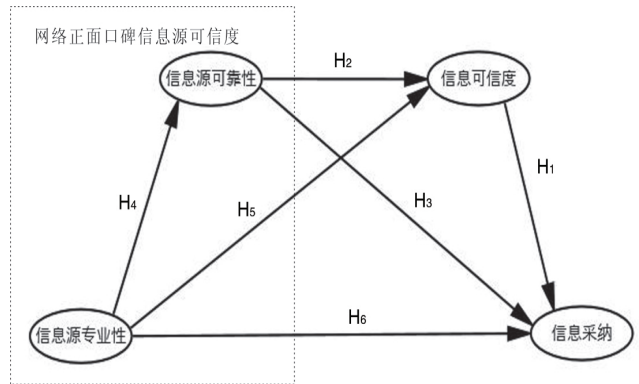 网络正面口碑信息源可信度
H2
信息源可靠性
信息可信度
H1
H4
H5
H3
H6
信息源专业性
信息采纳